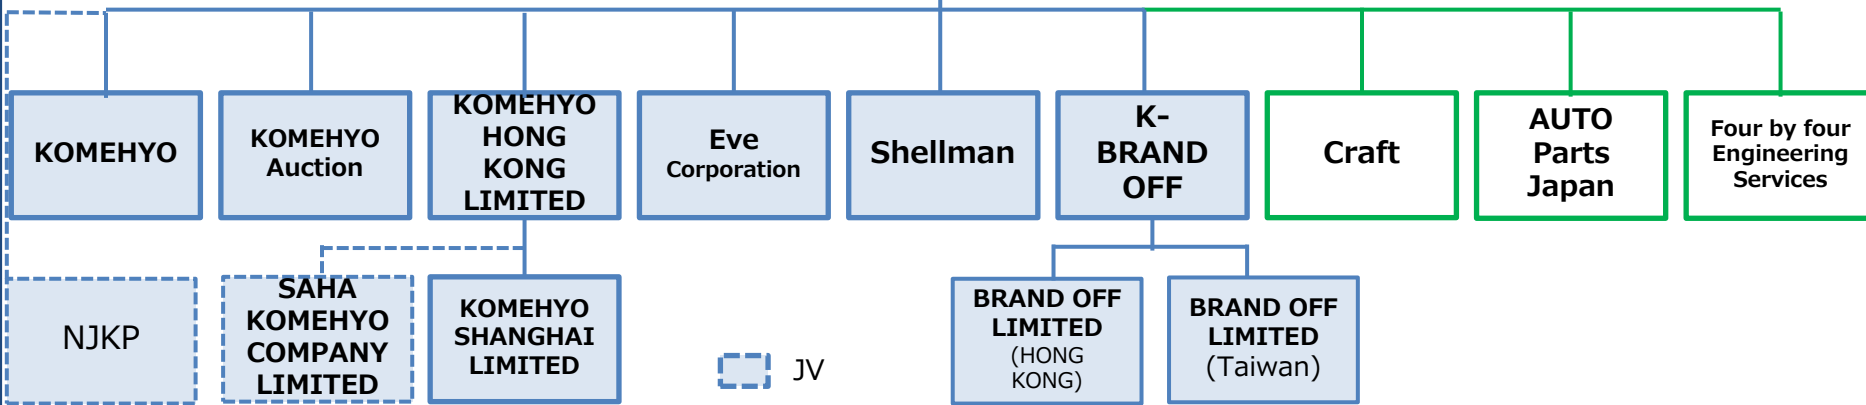 KOMEHYO
KOMEHYO
Auction
KOMEHYO
HONG
KONG
LIMITED
Eve
Corporation
Shellman
K-
BRAND
OFF
Craft
AUTO
Parts
Japan
Four by four
Engineering
Services
NJKP
SAHA
KOMEHYO
COMPANY
LIMITED
KOMEHYO
SHANGHAI
LIMITED
JV
BRAND OFF
LIMITED
(HONG
KONG)
BRAND OFF
LIMITED
(Taiwan)